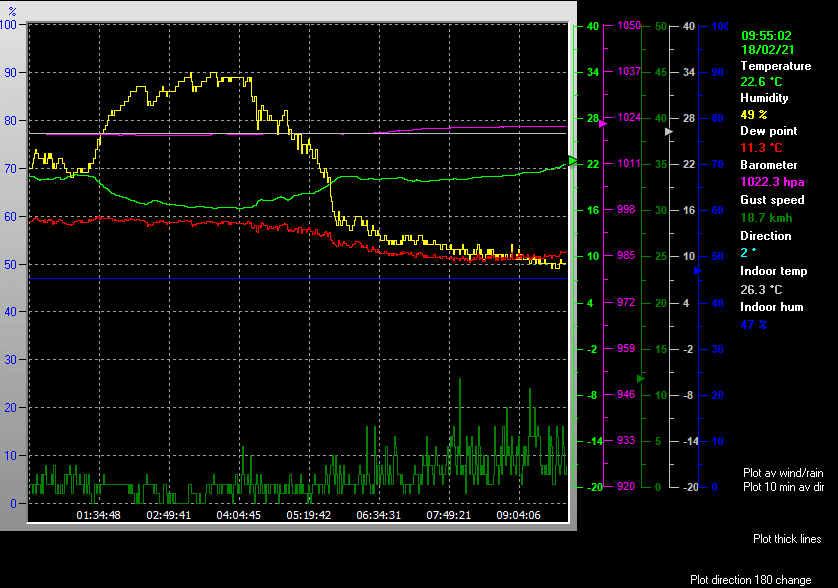 %
100 40 1050 50 40 100
90 34 1037 45 34 90
80 28 1024 40 28 80
70 22 1011 35 22 70
60 16 998 30 16 60
50 10 985 25 10 50
40 4 972 20 4 40
30 -2 959 15 -2 30
20 -8 946 10 -8 20
10 -14 933 5 -14 10
0 -20 920 0 -20 0
01:34:48 02:49:41 04:04:45 05:19:42 06:34:31 07:49:21 09:04:06
09:55:02
18/02/21
Temperature
22.6 °C
Humidity
49 %
Dew point
11.3 °C
Barometer
1022.3 hpa
Gust speed
18.7 kmh
Direction
2 °
Indoor temp
26.3 °C
Indoor hum
47 %
Plot av wind/rain
Plot 10 min av dir
Plot thick lines
Plot direction 180 change